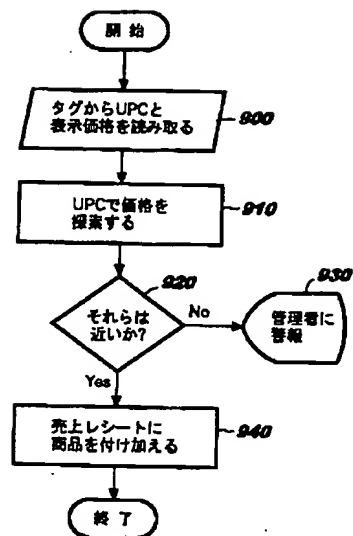 開始
タグからUPCと
表示価格を読み取る
900
UPCで価格を
探索する
910
920
それらは
近いか?
No
930
管理者に
警報
Yes
売上レシートに
商品を付け加える
940
終了